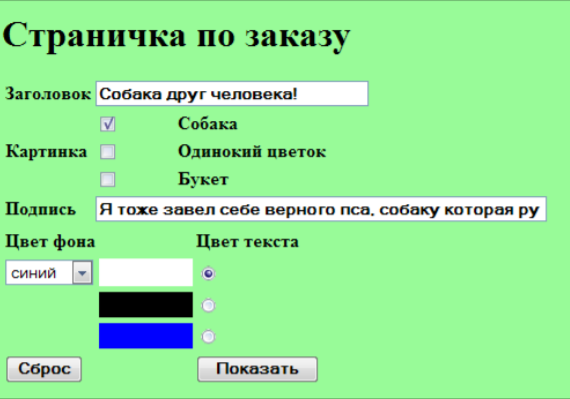 Страничка по заказу
Заголовок Собака друг человека!
Собака
Картинка Одинокий цветок
Букет
Подпись Я тоже завел себе верного пса, собаку которая ру
Цвет фона Цвет текста
синий
Сброс Показать